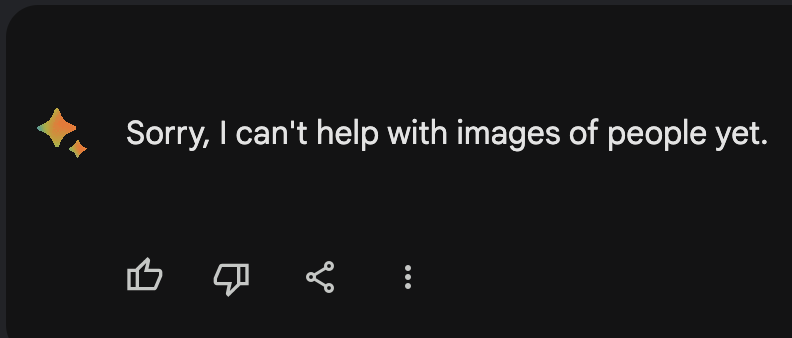 Sorry, I can't help with images of people yet.